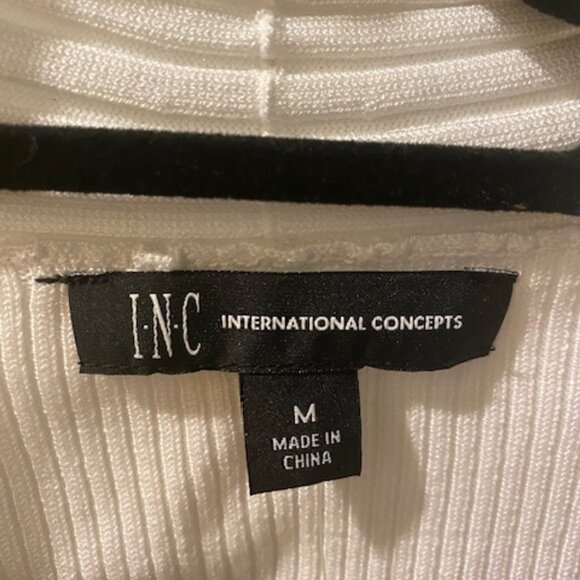 I·N·C INTERNATIONAL CONCEPTS
M
MADE IN
CHINA